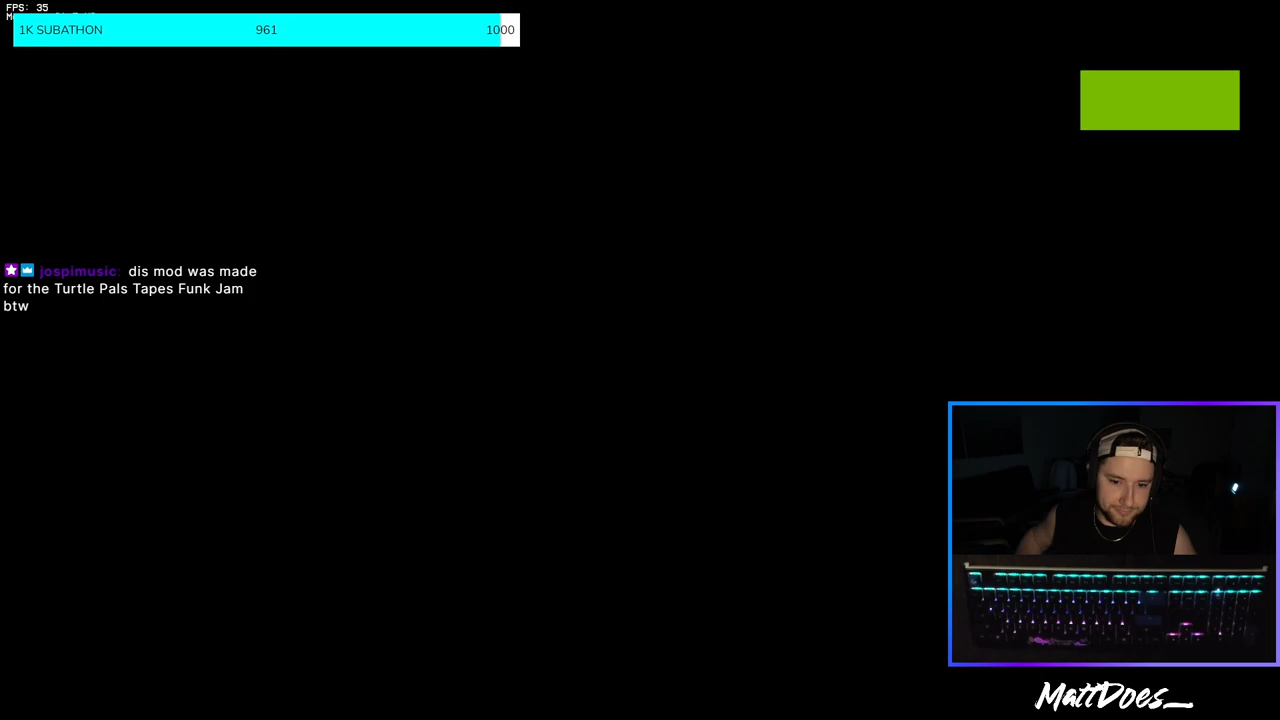 FPS: 35
1K SUBATHON 961 1000
jospimusic: dis mod was made
for the Turtle Pals Tapes Funk Jam
btw
MattDoes_